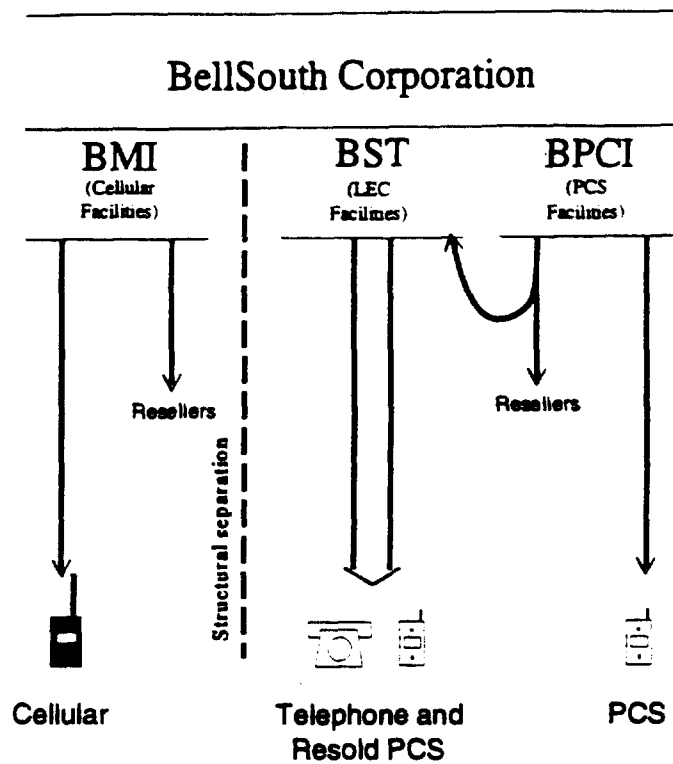 BellSouth Corporation
BMI
(Cellular
Facilities)
BST
(LEC
Facilities)
BPCI
(PCS
Facilities)
Resellers
Resellers
Structural separation
Cellular
Telephone and
Resold PCS
PCS